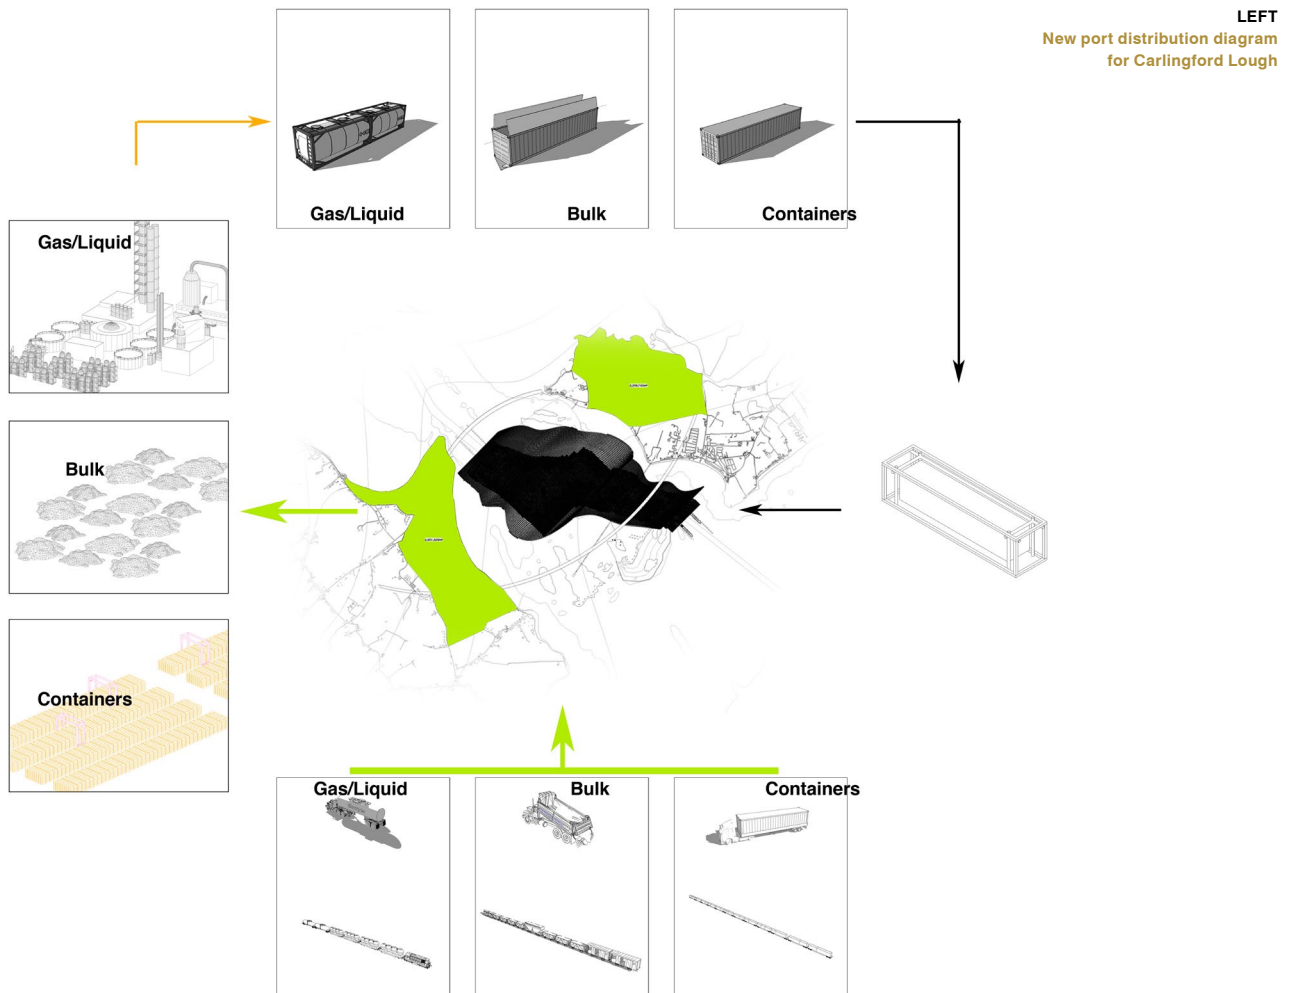 LEFT
New port distribution diagram
for Carlingford Lough
Gas/Liquid
Bulk
Containers
Gas/Liquid
Bulk
Containers
Gas/Liquid
Bulk
Containers